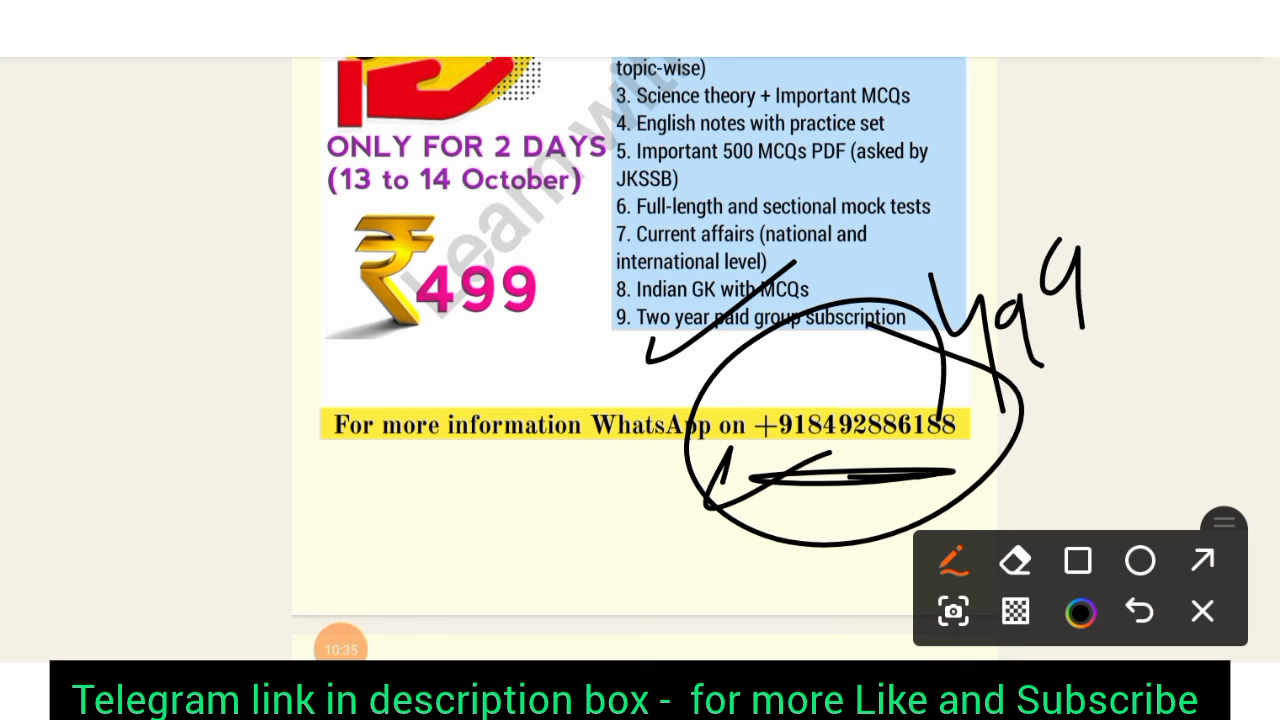 topic-wise)
3. Science theory + Important MCQs
4. English notes with practice set
5. Important 500 MCQs PDF (asked by
JKSSB)
6. Full-length and sectional mock tests
7. Current affairs (national and
international level)
8. Indian GK with MCQs
9. Two year paid group subscription
ONLY FOR 2 DAYS
(13 to 14 October)
₹499
Learn with
499
For more information WhatsApp on +918492886188
10:35
Telegram link in description box - for more Like and Subscribe